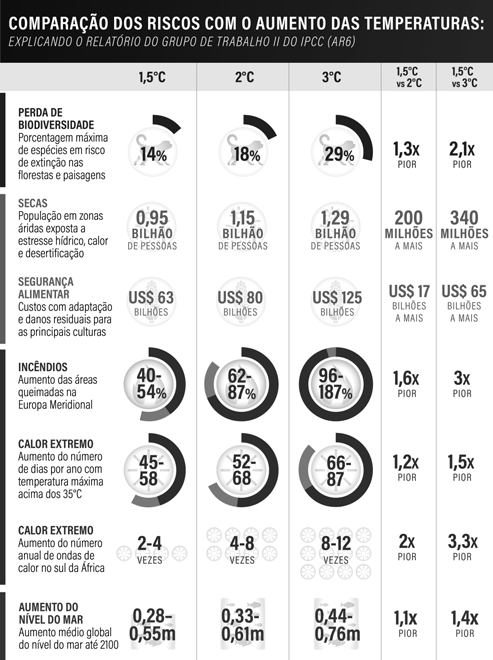 COMPARAÇÃO DOS RISCOS COM O AUMENTO DAS TEMPERATURAS:
EXPLICANDO O RELATÓRIO DO GRUPO DE TRABALHO II DO IPCC (AR6)
1,5°C
2°C
3°C
1,5°C
vs 2°C
1,5°C
vs 3°C
PERDA DE
BIODIVERSIDADE
Porcentagem máxima
de espécies em risco
de extinção nas
florestas e paisagens
14%
18%
29%
1,3x
PIOR
2,1x
PIOR
SECAS
População em zonas
áridas exposta a
estresse hídrico, calor
e desertificação
0,95
BILHÃO
DE PESSOAS
1,15
BILHÃO
DE PESSOAS
1,29
BILHÃO
DE PESSOAS
200
MILHÕES
A MAIS
340
MILHÕES
A MAIS
SEGURANÇA
ALIMENTAR
Custos com adaptação
e danos residuais para
as principais culturas
US$ 63
BILHÕES
US$ 80
BILHÕES
US$ 125
BILHÕES
US$ 17
BILHÕES
A MAIS
US$ 65
BILHÕES
A MAIS
INCÊNDIOS
Aumento das áreas
queimadas na
Europa Meridional
40-
54%
62-
87%
96-
187%
1,6x
PIOR
3x
PIOR
CALOR EXTREMO
Aumento do número
de dias por ano com
temperatura máxima
acima dos 35°C
45-
58
52-
68
66-
87
1,2x
PIOR
1,5x
PIOR
CALOR EXTREMO
Aumento do número
anual de ondas de
calor no sul da África
2-4
VEZES
4-8
VEZES
8-12
VEZES
2x
PIOR
3,3x
PIOR
AUMENTO DO
NÍVEL DO MAR
Aumento médio global
do nível do mar até 2100
0,28–
0,55m
0,33-
0,61m
0,44-
0,76m
1,1x
PIOR
1,4x
PIOR